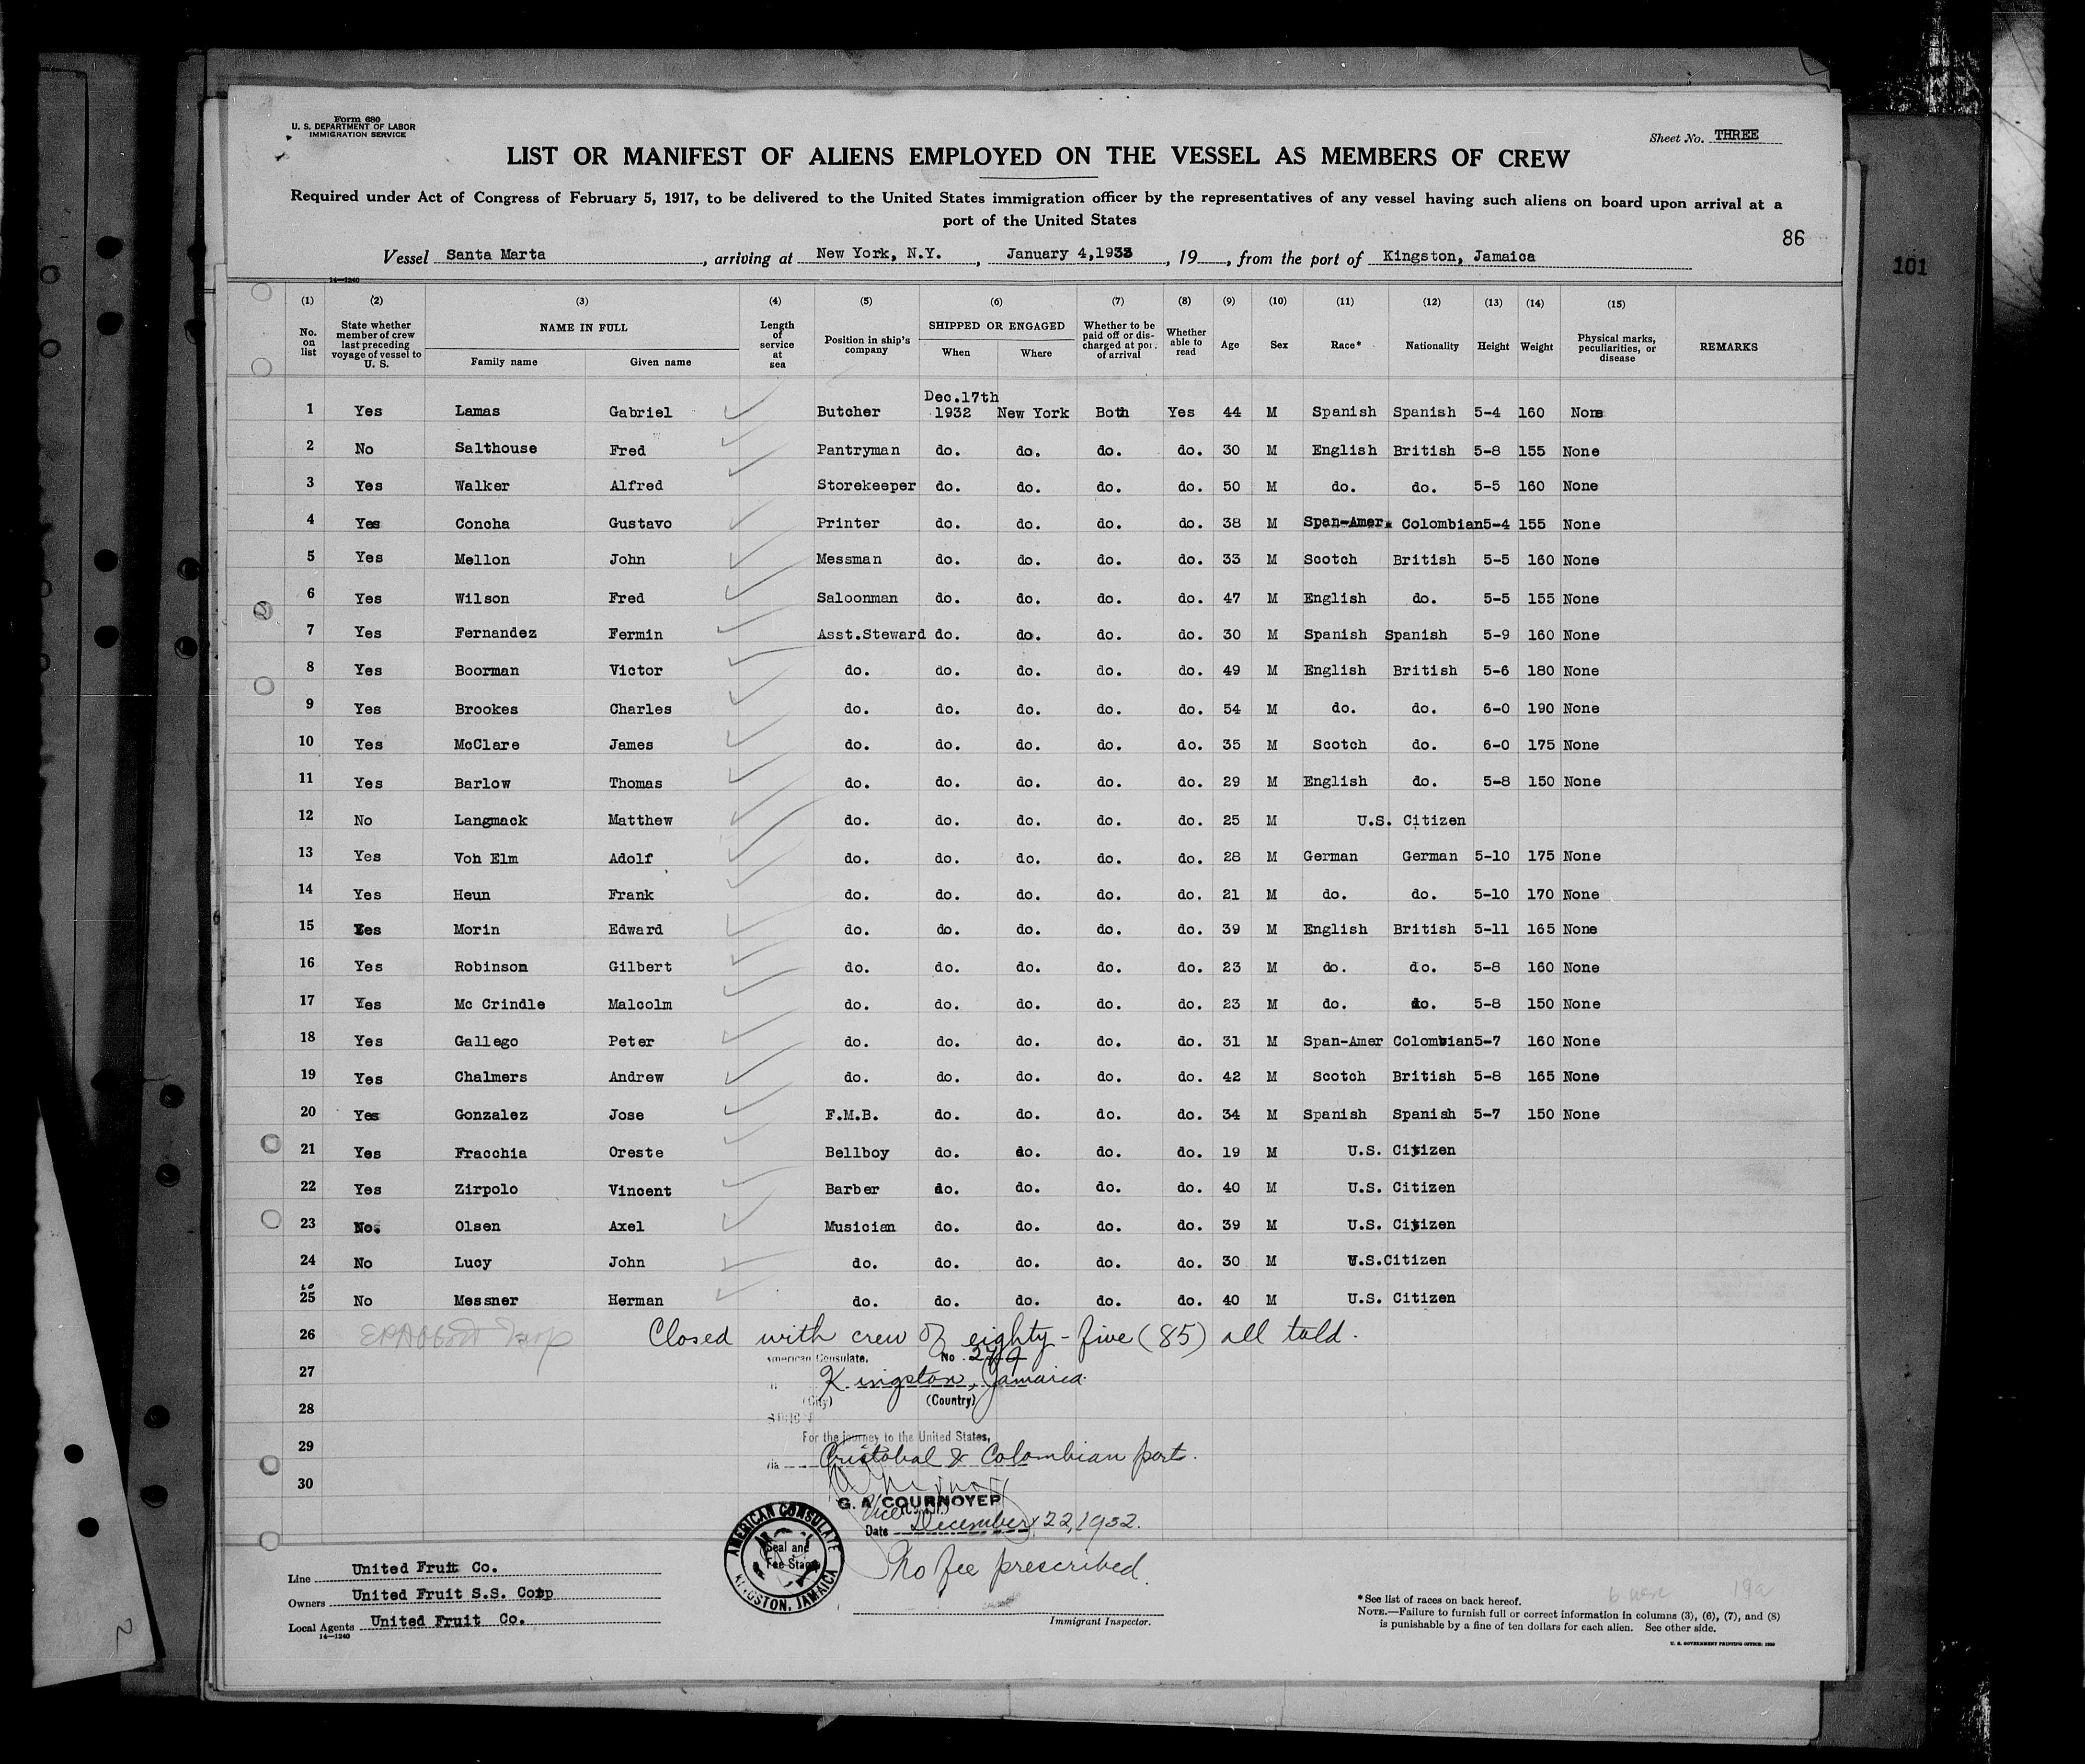 Form 680
U. S. DEPARTMENT OF LABOR
IMMIGRATION SERVICE
Sheet No. THREE
LIST OR MANIFEST OF ALIENS EMPLOYED ON THE VESSEL AS MEMBERS OF CREW
Required under Act of Congress of February 5, 1917, to be delivered to the United States immigration officer by the representatives of any vessel having such aliens on board upon arrival at a
port of the United States
86
101
Vessel Santa Marta, arriving at New York, N.Y., January 4,1933, 19, from the port of Kingston, Jamaica
14—1240
(1) (2) (3) (4) (5) (6) (7) (8) (9) (10) (11) (12) (13) (14) (15)
No. on list State whether member of crew last preceding voyage of vessel to U. S. NAME IN FULL Family name Given name Length of service at sea Position in ship's company SHIPPED OR ENGAGED When Where Whether to be paid off or discharged at port of arrival Whether able to read Age Sex Race* Nationality Height Weight Physical marks, peculiarities, or disease REMARKS
Dec.17th
1 Yes Lamas Gabriel Butcher 1932 New York Both Yes 44 M Spanish Spanish 5-4 160 None
2 No Salthouse Fred Pantryman do. do. do. do. 30 M English British 5-8 155 None
3 Yes Walker Alfred Storekeeper do. do. do. do. 50 M do. do. 5-5 160 None
4 Yes Concha Gustavo Printer do. do. do. do. 38 M Span-Amer. Colombian 5-4 155 None
5 Yes Mellon John Messman do. do. do. do. 33 M Scotch British 5-5 160 None
6 Yes Wilson Fred Saloonman do. do. do. do. 47 M English do. 5-5 155 None
7 Yes Fernandez Fermin Asst.Steward do. do. do. do. 30 M Spanish Spanish 5-9 160 None
8 Yes Boorman Victor do. do. do. do. do. 49 M English British 5-6 180 None
9 Yes Brookes Charles do. do. do. do. do. 54 M do. do. 6-0 190 None
10 Yes McClare James do. do. do. do. do. 35 M Scotch do. 6-0 175 None
11 Yes Barlow Thomas do. do. do. do. do. 29 M English do. 5-8 150 None
12 No Langmack Matthew do. do. do. do. do. 25 M U.S. Citizen
13 Yes Von Elm Adolf do. do. do. do. do. 28 M German German 5-10 175 None
14 Yes Heun Frank do. do. do. do. do. 21 M do. do. 5-10 170 None
15 Yes Morin Edward do. do. do. do. do. 39 M English British 5-11 165 None
16 Yes Robinson Gilbert do. do. do. do. do. 23 M do. do. 5-8 160 None
17 Yes Mc Crindle Malcolm do. do. do. do. do. 23 M do. do. 5-8 150 None
18 Yes Gallego Peter do. do. do. do. do. 31 M Span-Amer Colombian 5-7 160 None
19 Yes Chalmers Andrew do. do. do. do. do. 42 M Scotch British 5-8 165 None
20 Yes Gonzalez Jose F.M.B. do. do. do. do. 34 M Spanish Spanish 5-7 150 None
21 Yes Fracchia Oreste Bellboy do. do. do. do. 19 M U.S. Citizen
22 Yes Zirpolo Vincent Barber do. do. do. do. 40 M U.S. Citizen
23 No. Olsen Axel Musician do. do. do. do. 39 M U.S. Citizen
24 No Lucy John do. do. do. do. do. 30 M U.S.Citizen
25 No Messner Herman do. do. do. do. do. 40 M U.S. Citizen
26 Closed with crew of eighty-five (85) all told.
American Consulate, No
27 Kingston, Jamaica
28 (City) (Country)
29 For the journey to the United States,
via Cristobal & Colombian port.
30
G. A. COURNOYER
Date December 22, 1932.
AMERICAN CONSULATE KINGSTON, JAMAICA
Seal and
Fee Stamp
No fee prescribed.
Immigrant Inspector.
Line United Fruit Co.
Owners United Fruit S.S. Corp
Local Agents United Fruit Co.
14—1240
*See list of races on back hereof.
NOTE.—Failure to furnish full or correct information in columns (3), (6), (7), and (8)
is punishable by a fine of ten dollars for each alien. See other side.
U. S. GOVERNMENT PRINTING OFFICE: 1930